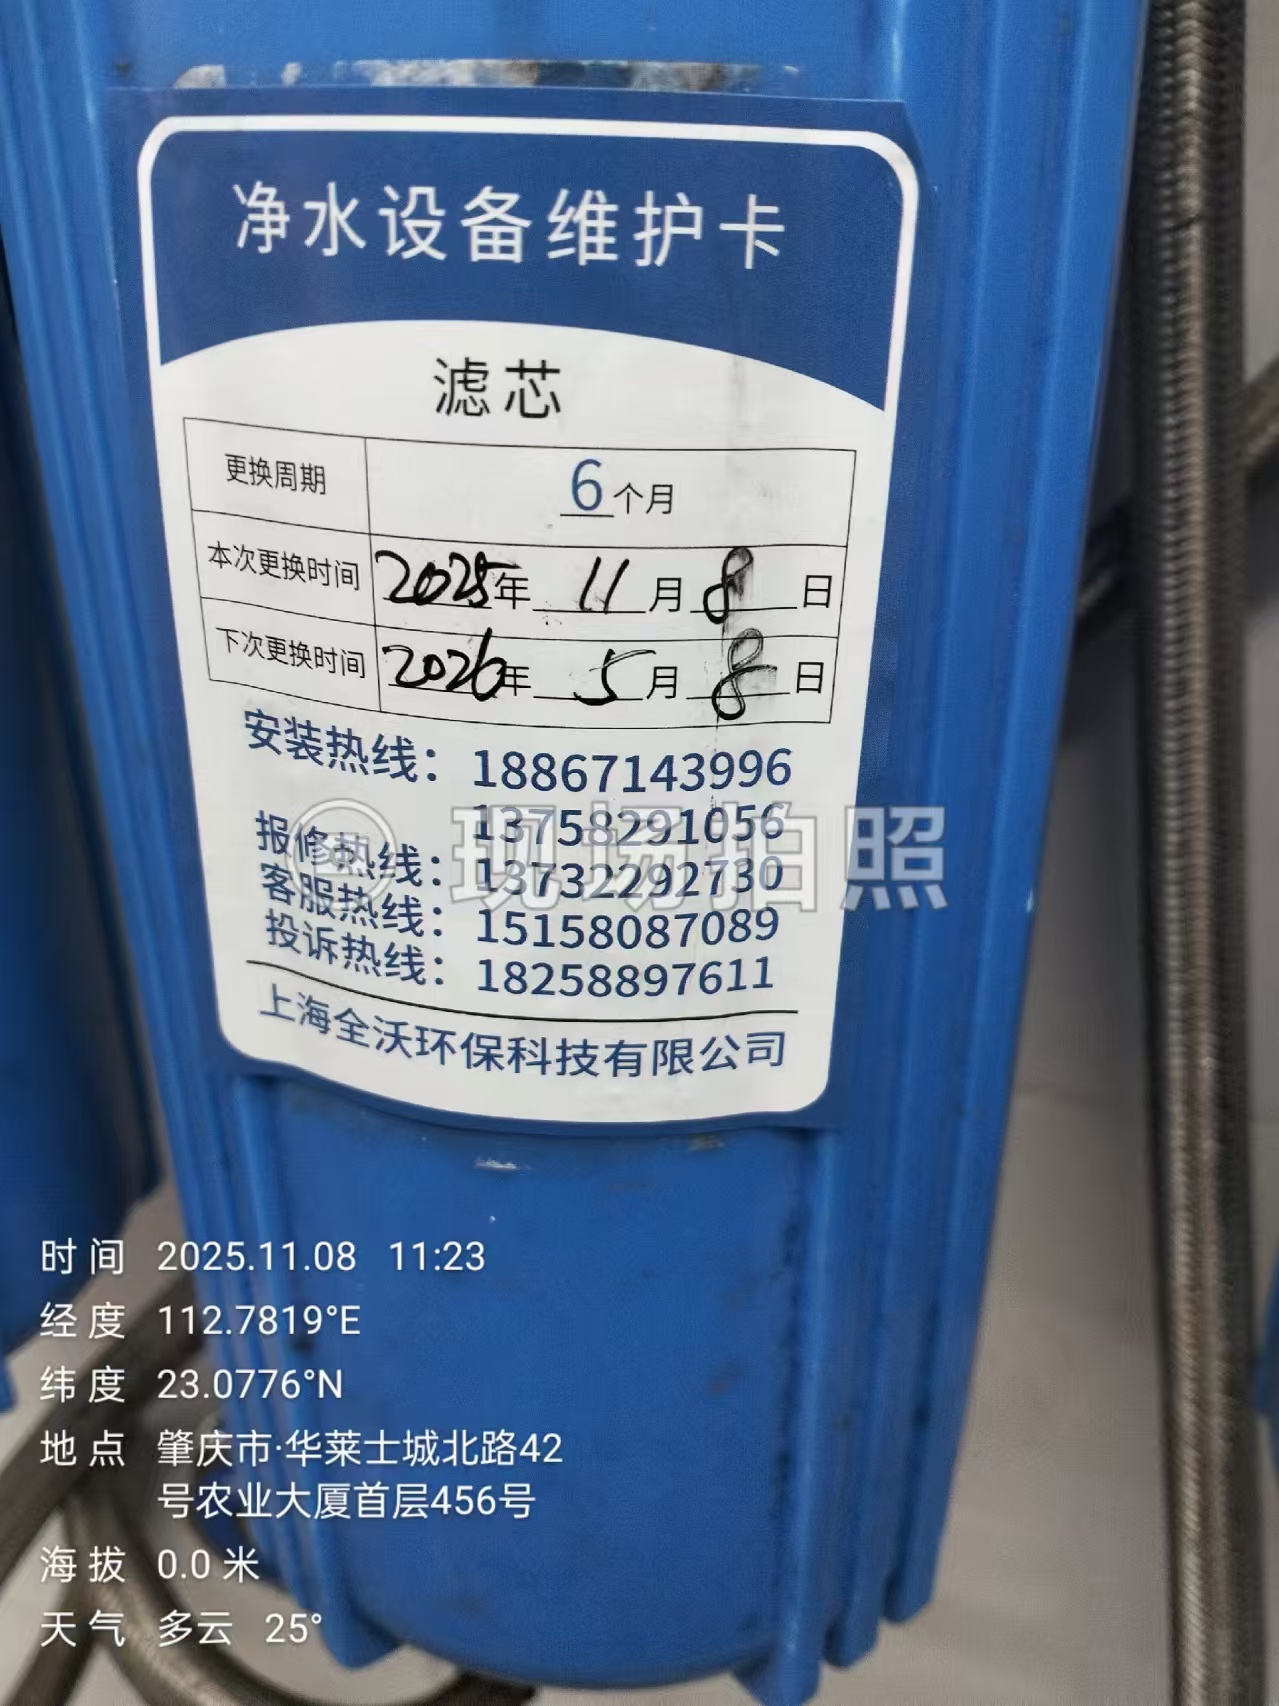 净水设备维护卡
滤芯
更换周期 6个月
本次更换时间 2025年 11月 8日
下次更换时间 2026年 5月 8日
安装热线：18867143996
13758291056
报修热线：13732292730
客服热线：15158087089
投诉热线：18258897611
上海全沃环保科技有限公司
现场拍照
时间 2025.11.08 11:23
经度 112.7819°E
纬度 23.0776°N
地点 肇庆市·华莱士城北路42
号农业大厦首层456号
海拔 0.0 米
天气 多云 25°